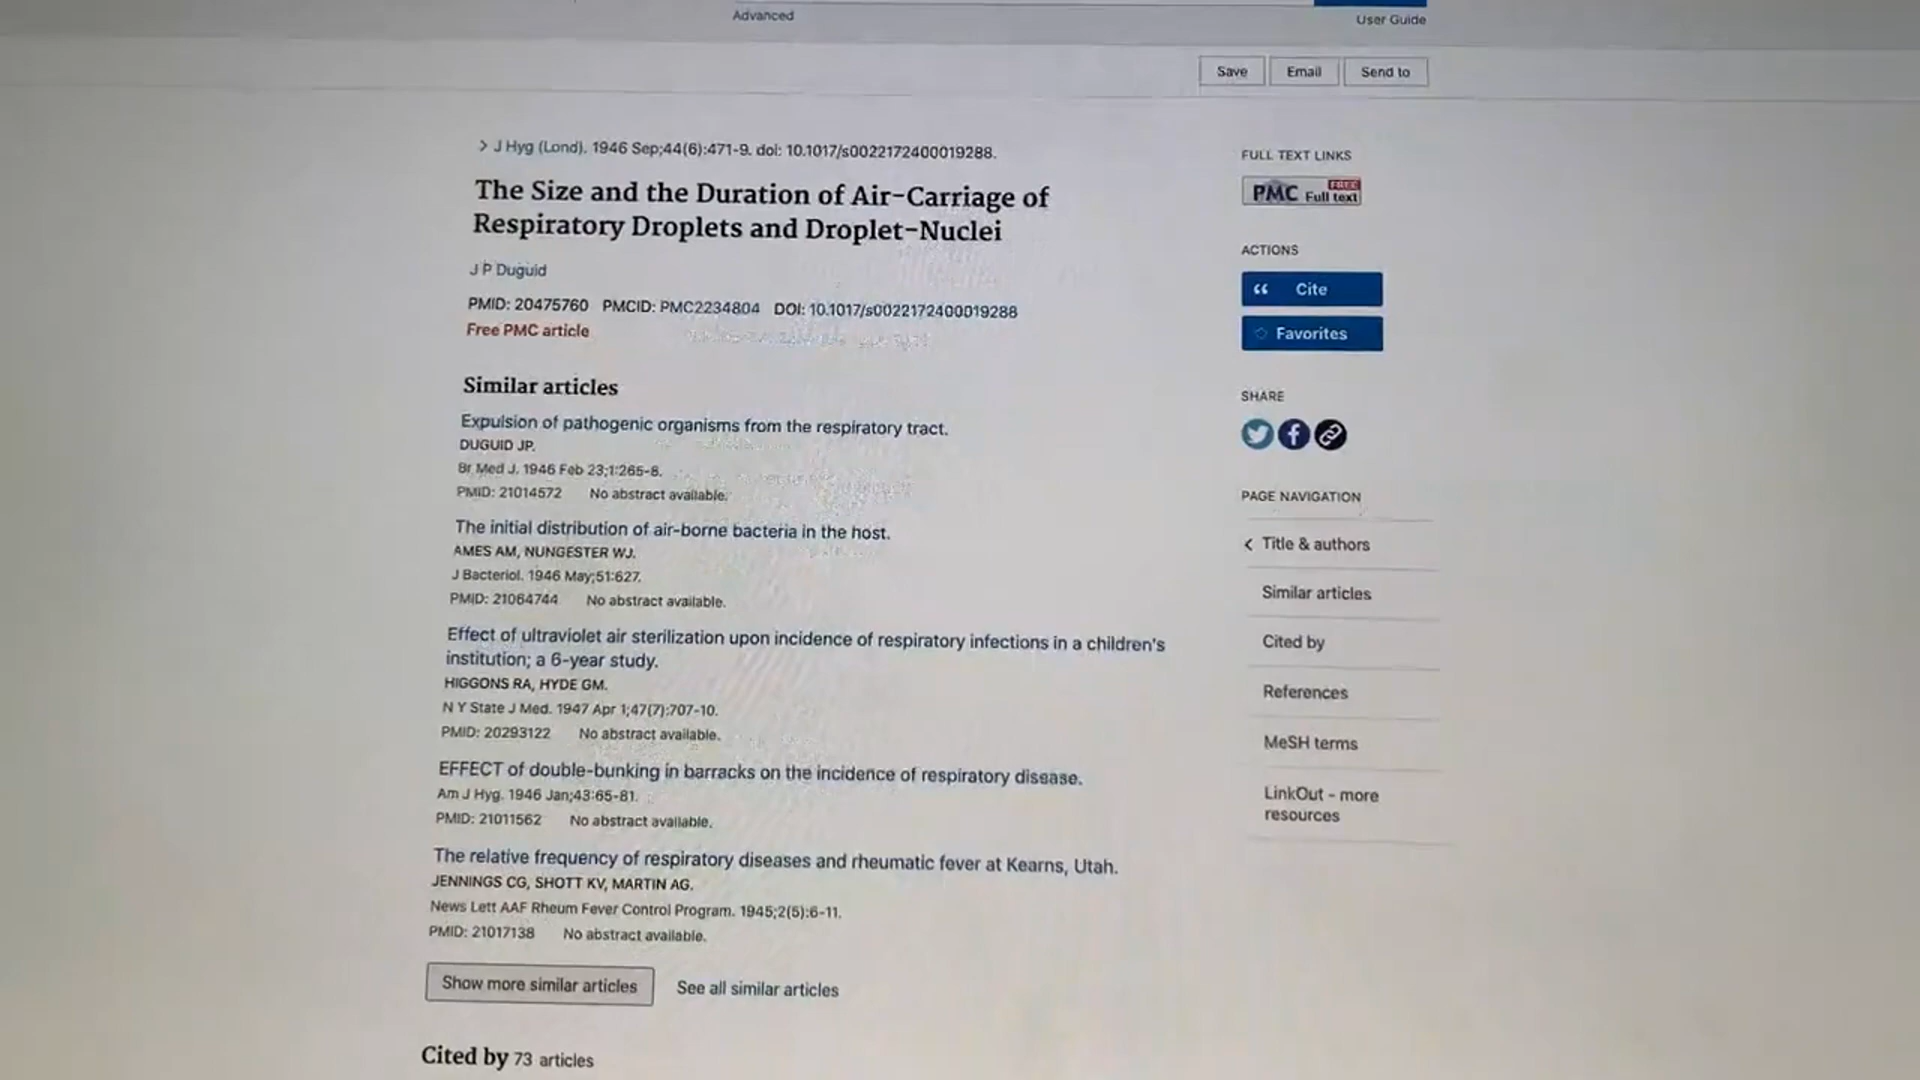 Advanced
User Guide
Save
Email
Send to
> J Hyg (Lond). 1946 Sep;44(6):471-9. doi: 10.1017/s0022172400019288.
The Size and the Duration of Air-Carriage of
Respiratory Droplets and Droplet-Nuclei
J P Duguid
PMID: 20475760 PMCID: PMC2234804 DOI: 10.1017/s0022172400019288
Free PMC article
Similar articles
Expulsion of pathogenic organisms from the respiratory tract.
DUGUID JP.
Br Med J. 1946 Feb 23;1:265-8.
PMID: 21014572 No abstract available.
The initial distribution of air-borne bacteria in the host.
AMES AM, NUNGESTER WJ.
J Bacteriol. 1946 May;51:627.
PMID: 21064744 No abstract available.
Effect of ultraviolet air sterilization upon incidence of respiratory infections in a children's
institution; a 6-year study.
HIGGONS RA, HYDE GM.
N Y State J Med. 1947 Apr 1;47(7):707-10.
PMID: 20293122 No abstract available.
EFFECT of double-bunking in barracks on the incidence of respiratory disease.
Am J Hyg. 1946 Jan;43:65-81.
PMID: 21011562 No abstract available.
The relative frequency of respiratory diseases and rheumatic fever at Kearns, Utah.
JENNINGS CG, SHOTT KV, MARTIN AG.
News Lett AAF Rheum Fever Control Program. 1945;2(5):6-11.
PMID: 21017138 No abstract available.
Show more similar articles
See all similar articles
Cited by 73 articles
FULL TEXT LINKS
PMC FREE Full text
ACTIONS
Cite
Favorites
SHARE
PAGE NAVIGATION
< Title & authors
Similar articles
Cited by
References
MeSH terms
LinkOut - more
resources